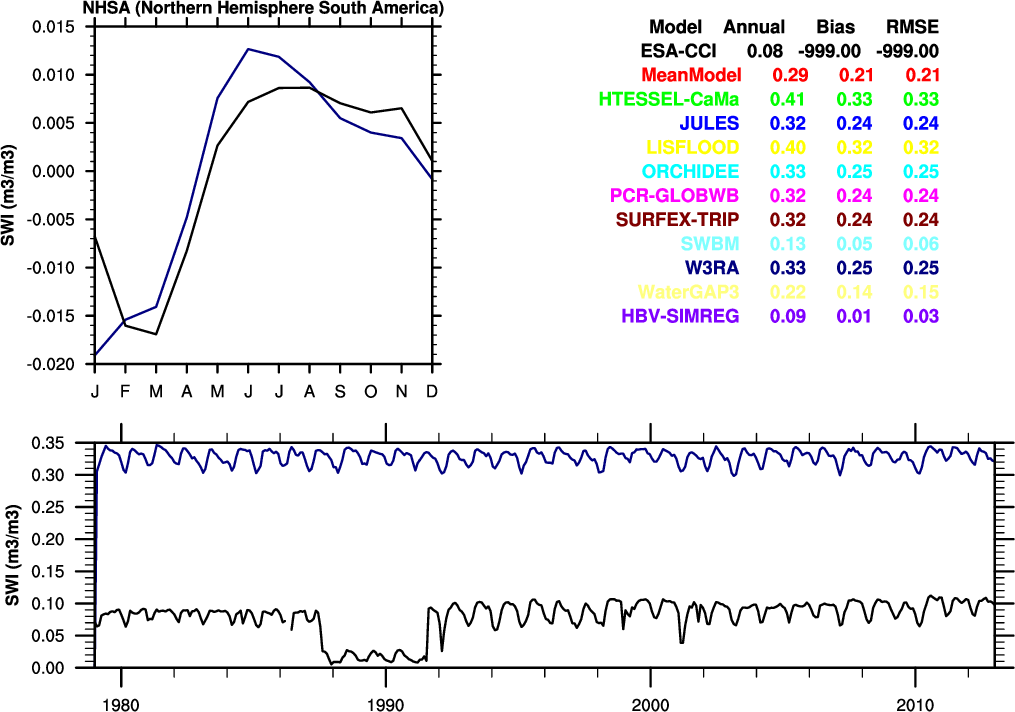 NHSA (Northern Hemisphere South America)
0.015
0.010
0.005
0.000
-0.005
-0.010
-0.015
-0.020
SWI (m3/m3)
J F M A M J J A S O N D
Model Annual Bias RMSE
ESA-CCI 0.08 -999.00 -999.00
MeanModel 0.29 0.21 0.21
HTESSEL-CaMa 0.41 0.33 0.33
JULES 0.32 0.24 0.24
LISFLOOD 0.40 0.32 0.32
ORCHIDEE 0.33 0.25 0.25
PCR-GLOBWB 0.32 0.24 0.24
SURFEX-TRIP 0.32 0.24 0.24
SWBM 0.13 0.05 0.06
W3RA 0.33 0.25 0.25
WaterGAP3 0.22 0.14 0.15
HBV-SIMREG 0.09 0.01 0.03
0.35
0.30
0.25
0.20
0.15
0.10
0.05
0.00
SWI (m3/m3)
1980 1990 2000 2010